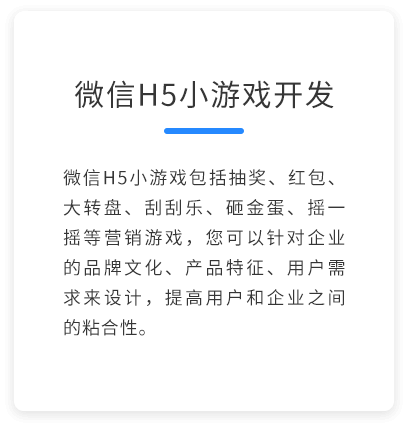 微信H5小游戏开发
微信H5小游戏包括抽奖、红包、
大转盘、刮刮乐、砸金蛋、摇一
摇等营销游戏，您可以针对企业
的品牌文化、产品特征、用户需
求来设计，提高用户和企业之间
的粘合性。